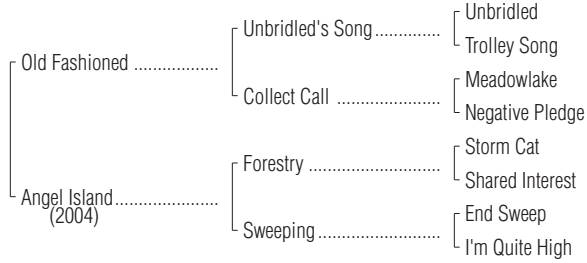 Unbridled
Unbridled's Song..............
Trolley Song
Old Fashioned ..................
Meadowlake
Collect Call ......................
Negative Pledge
Storm Cat
Forestry ............................
Shared Interest
Angel Island......................
(2004)
End Sweep
Sweeping..........................
I'm Quite High